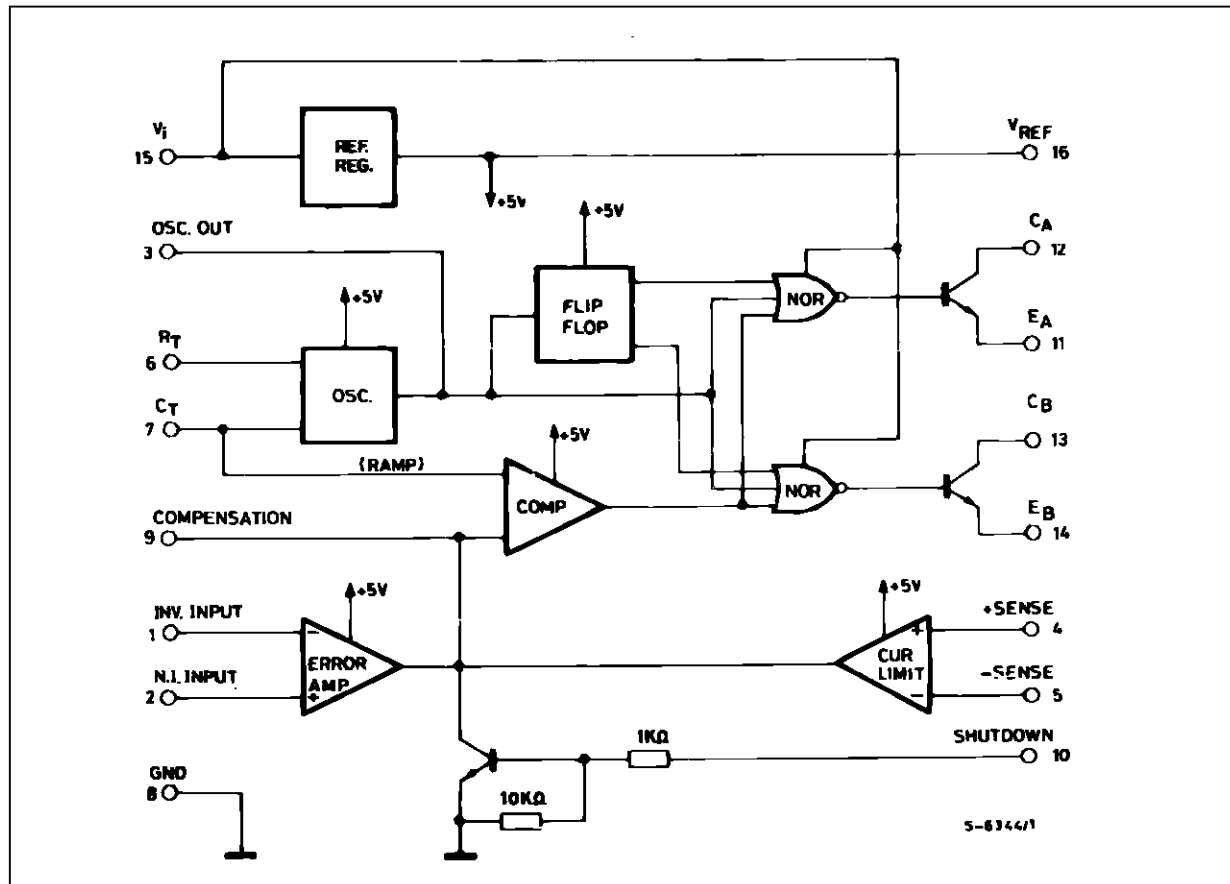 Vi
15
REF.
REG.
VREF
16
+5V
OSC. OUT
3
+5V
CA
12
FLIP
FLOP
NOR
+5V
RT
6
EA
11
OSC.
CT
7
CB
13
+5V
(RAMP)
COMP
NOR
COMPENSATION
9
EB
14
+5V
+5V
INV. INPUT
1
−
ERROR
AMP
+
N.I. INPUT
2
+SENSE
4
+
CUR
LIMIT
−
−SENSE
5
1KΩ
SHUTDOWN
10
GND
8
10KΩ
5-6344/1